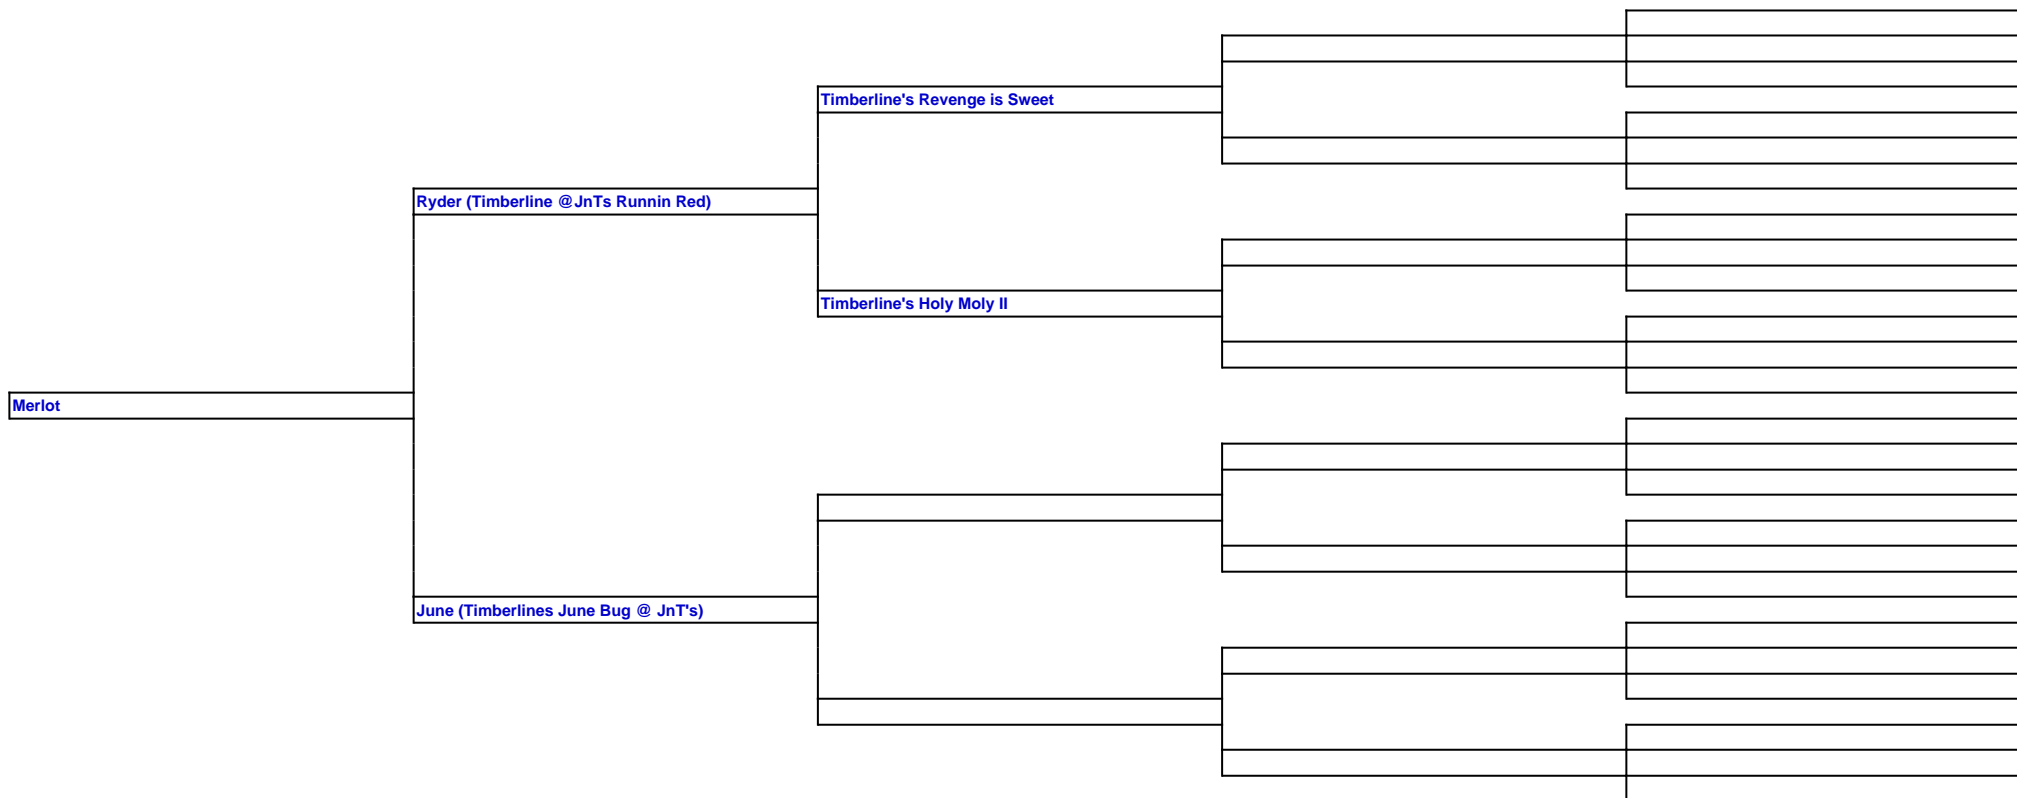 Timberline's Revenge is Sweet
Ryder (Timberline @JnTs Runnin Red)
Timberline's Holy Moly II
Merlot
June (Timberlines June Bug @ JnT's)